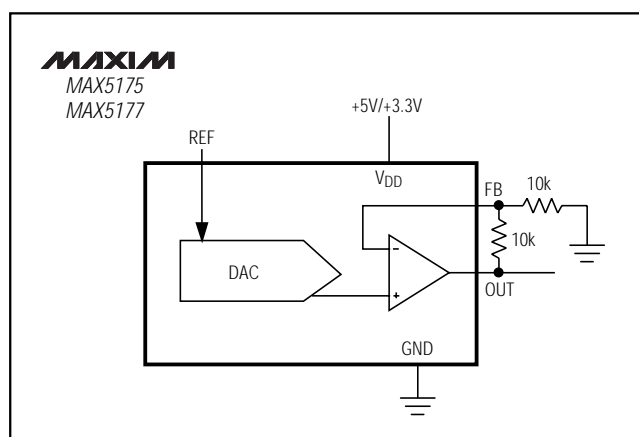 MAXIM
MAX5175
MAX5177
+5V/+3.3V
REF
VDD
FB
10k
10k
DAC
-
+
OUT
GND